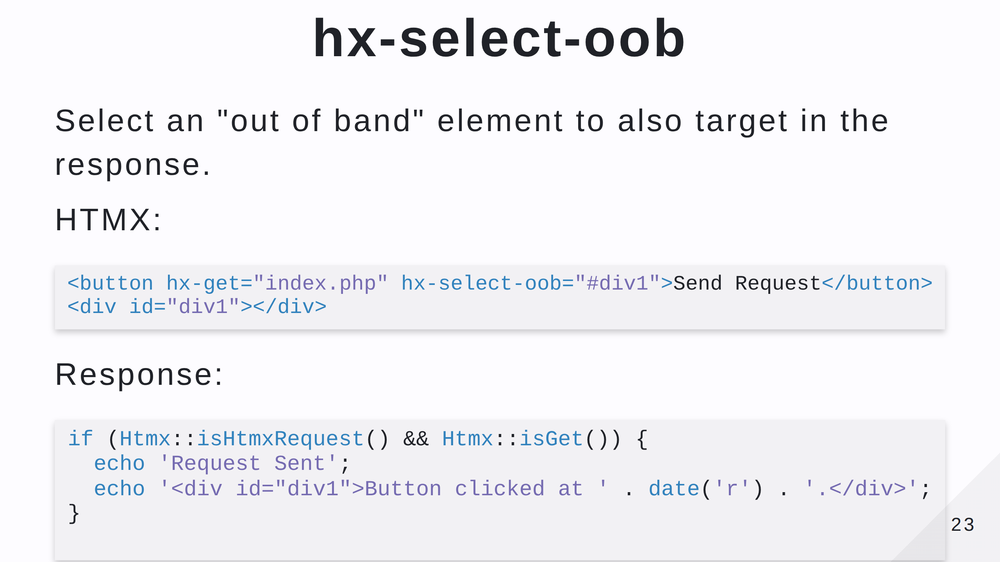 hx-select-oob
Select an "out of band" element to also target in the
response.
HTMX:
<button hx-get="index.php" hx-select-oob="#div1">Send Request</button>
<div id="div1"></div>
Response:
if (Htmx::isHtmxRequest() && Htmx::isGet()) {
  echo 'Request Sent';
  echo '<div id="div1">Button clicked at ' . date('r') . '.</div>';
}
23